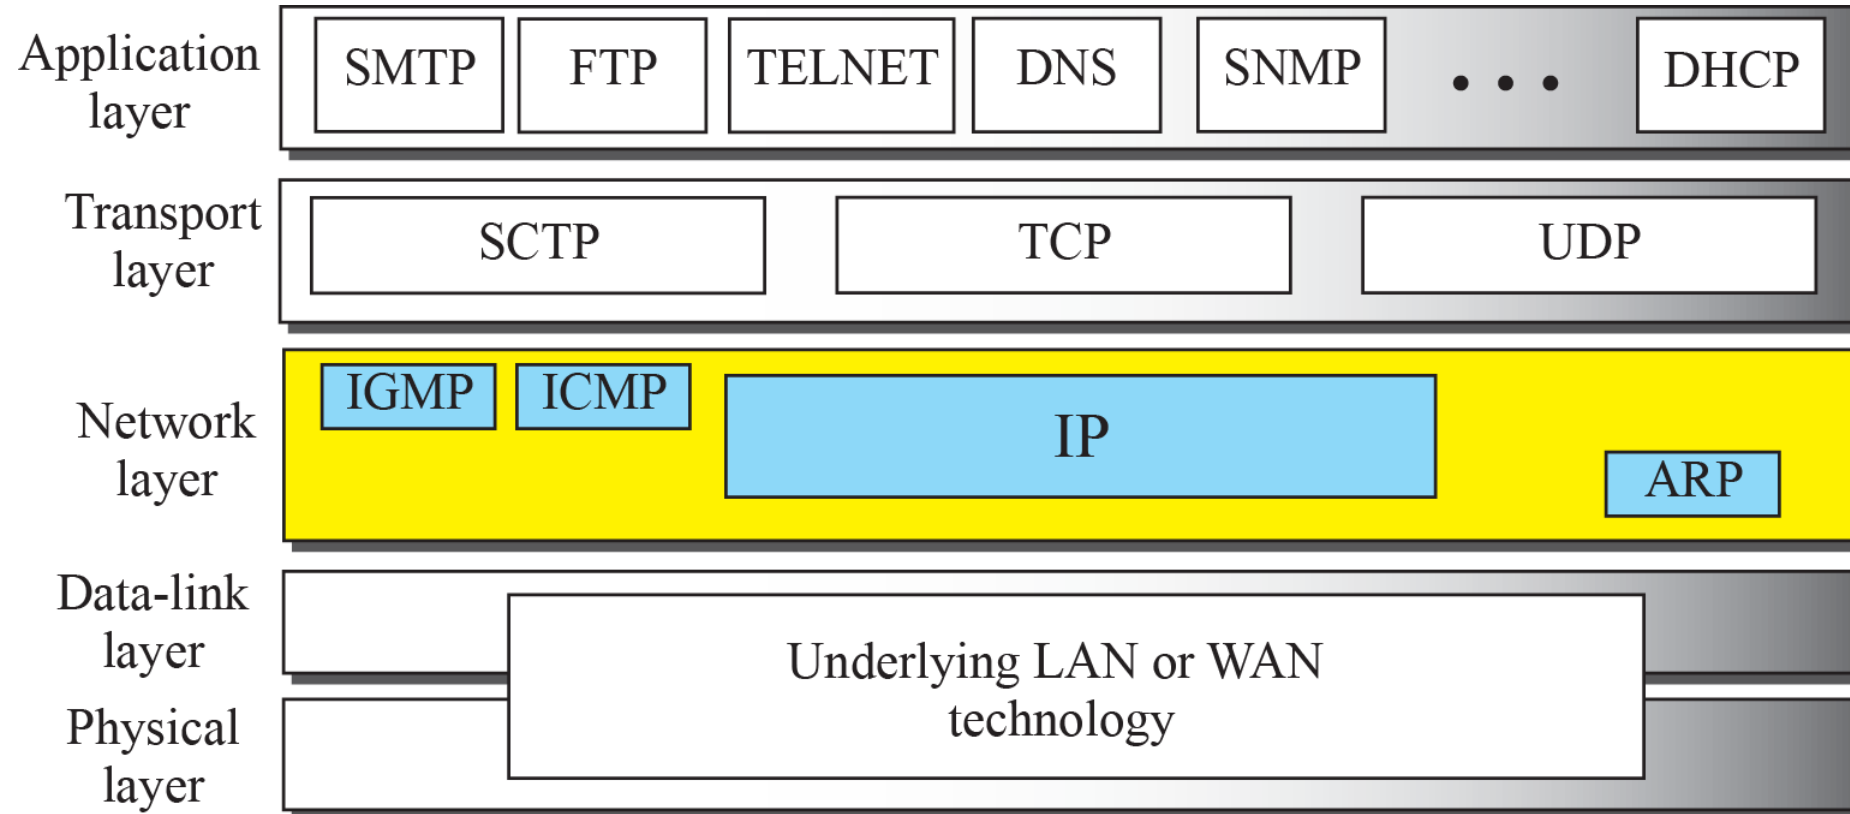 Application
layer
SMTP
FTP
TELNET
DNS
SNMP
• • •
DHCP
Transport
layer
SCTP
TCP
UDP
Network
layer
IGMP
ICMP
IP
ARP
Data-link
layer
Underlying LAN or WAN
technology
Physical
layer